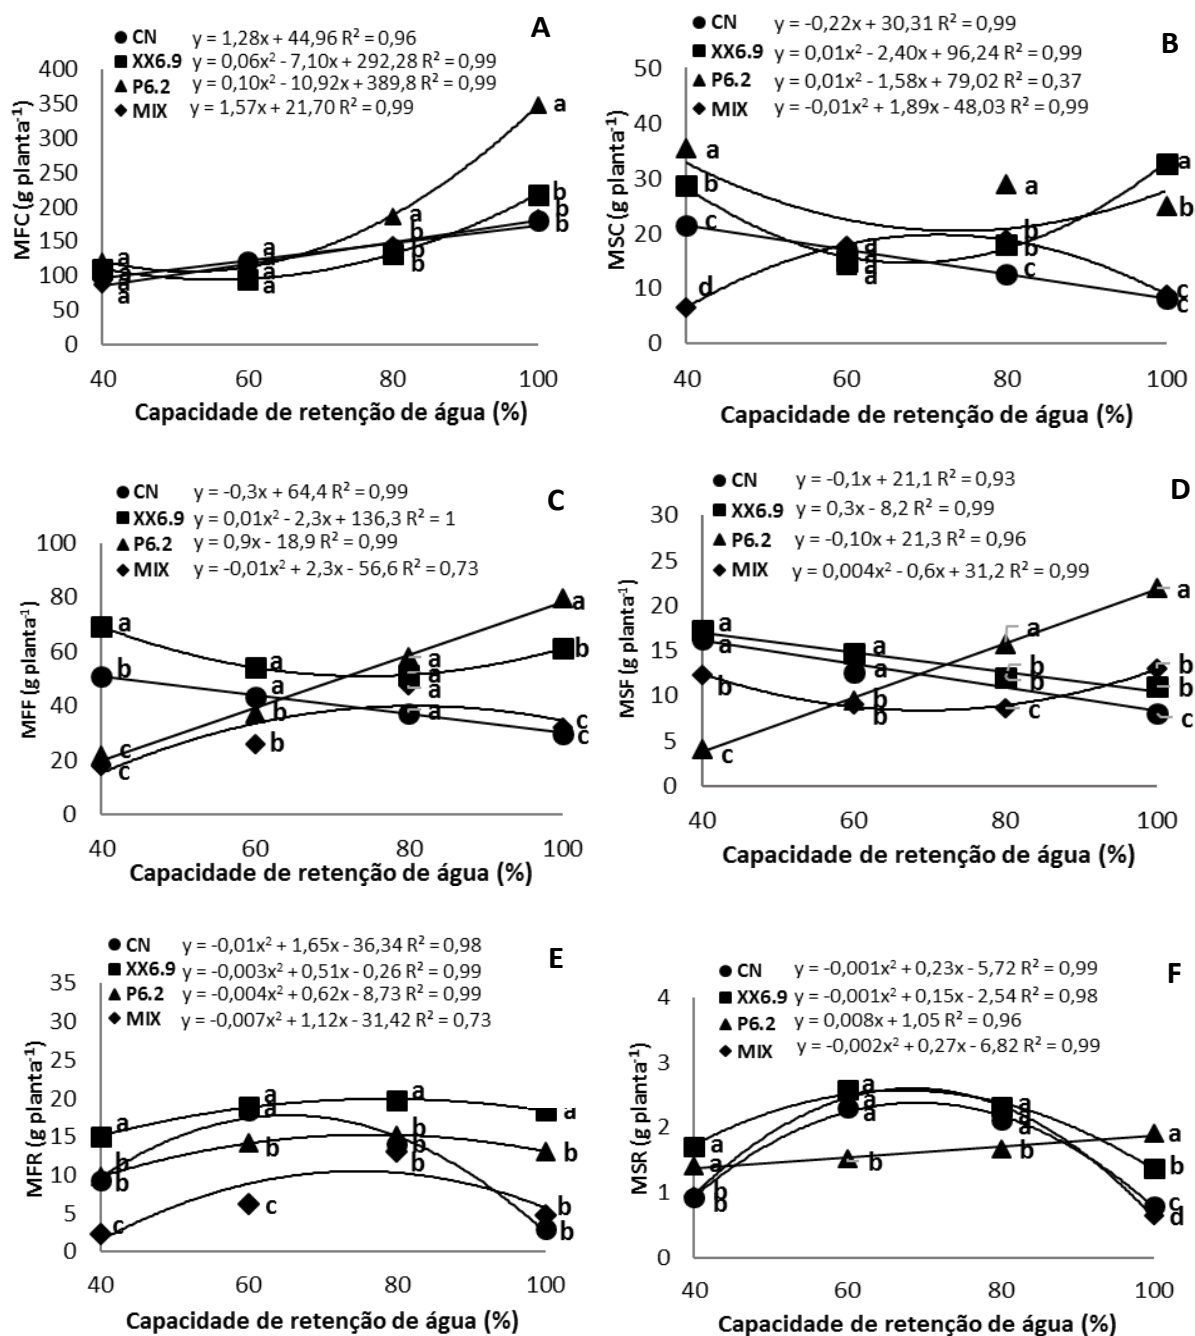 A
CN y = 1,28x + 44,96 R² = 0,96
XX6.9 y = 0,06x² - 7,10x + 292,28 R² = 0,99
P6.2 y = 0,10x² - 10,92x + 389,8 R² = 0,99
MIX y = 1,57x + 21,70 R² = 0,99
MFC (g planta⁻¹)
400
350
300
250
200
150
100
50
0
a
a
a
a
a
a
a
a
a
b
b
b
a
b
b
b
40 60 80 100
Capacidade de retenção de água (%)
B
CN y = -0,22x + 30,31 R² = 0,99
XX6.9 y = 0,01x² - 2,40x + 96,24 R² = 0,99
P6.2 y = 0,01x² - 1,58x + 79,02 R² = 0,37
MIX y = -0,01x² + 1,89x - 48,03 R² = 0,99
MSC (g planta⁻¹)
50
40
30
20
10
0
a
b
c
d
a
a
a
a
a
b
b
c
a
b
c
c
40 60 80 100
Capacidade de retenção de água (%)
C
CN y = -0,3x + 64,4 R² = 0,99
XX6.9 y = 0,01x² - 2,3x + 136,3 R² = 1
P6.2 y = 0,9x - 18,9 R² = 0,99
MIX y = -0,01x² + 2,3x - 56,6 R² = 0,73
MFF (g planta⁻¹)
100
80
60
40
20
0
a
b
c
c
a
a
b
b
a
a
a
a
a
b
c
c
40 60 80 100
Capacidade de retenção de água (%)
D
CN y = -0,1x + 21,1 R² = 0,93
XX6.9 y = 0,3x - 8,2 R² = 0,99
P6.2 y = -0,10x + 21,3 R² = 0,96
MIX y = 0,004x² - 0,6x + 31,2 R² = 0,99
MSF (g planta⁻¹)
30
25
20
15
10
5
0
a
a
b
c
a
a
b
b
a
b
b
c
a
b
b
c
40 60 80 100
Capacidade de retenção de água (%)
E
CN y = -0,01x² + 1,65x - 36,34 R² = 0,98
XX6.9 y = -0,003x² + 0,51x - 0,26 R² = 0,99
P6.2 y = -0,004x² + 0,62x - 8,73 R² = 0,99
MIX y = -0,007x² + 1,12x - 31,42 R² = 0,73
MFR (g planta⁻¹)
35
30
25
20
15
10
5
0
a
b
b
c
a
a
b
c
a
b
b
b
a
b
b
b
40 60 80 100
Capacidade de retenção de água (%)
F
CN y = -0,001x² + 0,23x - 5,72 R² = 0,99
XX6.9 y = -0,001x² + 0,15x - 2,54 R² = 0,98
P6.2 y = 0,008x + 1,05 R² = 0,96
MIX y = -0,002x² + 0,27x - 6,82 R² = 0,99
MSR (g planta⁻¹)
4
3
2
1
0
a
a
b
b
a
a
a
b
a
a
a
b
a
b
c
d
40 60 80 100
Capacidade de retenção de água (%)